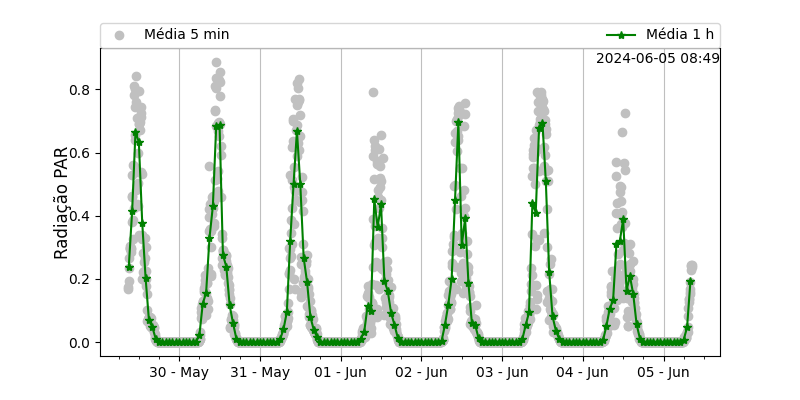 Média 5 min
Média 1 h
2024-06-05 08:49
Radiação PAR
0.8
0.6
0.4
0.2
0.0
30 - May
31 - May
01 - Jun
02 - Jun
03 - Jun
04 - Jun
05 - Jun